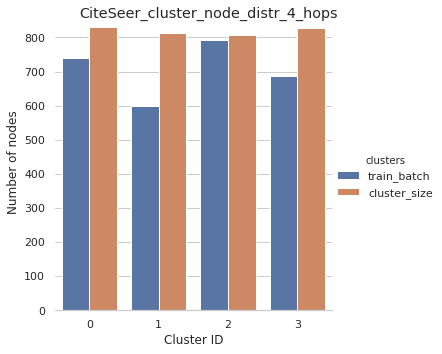 CiteSeer_cluster_node_distr_4_hops
Number of nodes
800
700
600
500
400
300
200
100
0
0 1 2 3
Cluster ID
clusters
train_batch
cluster_size